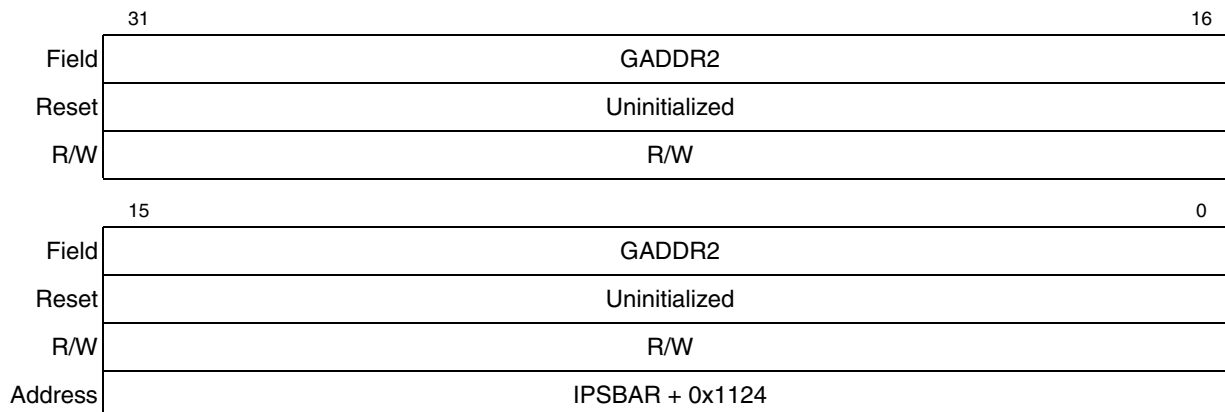 31 16
Field GADDR2
Reset Uninitialized
R/W R/W
15 0
Field GADDR2
Reset Uninitialized
R/W R/W
Address IPSBAR + 0x1124